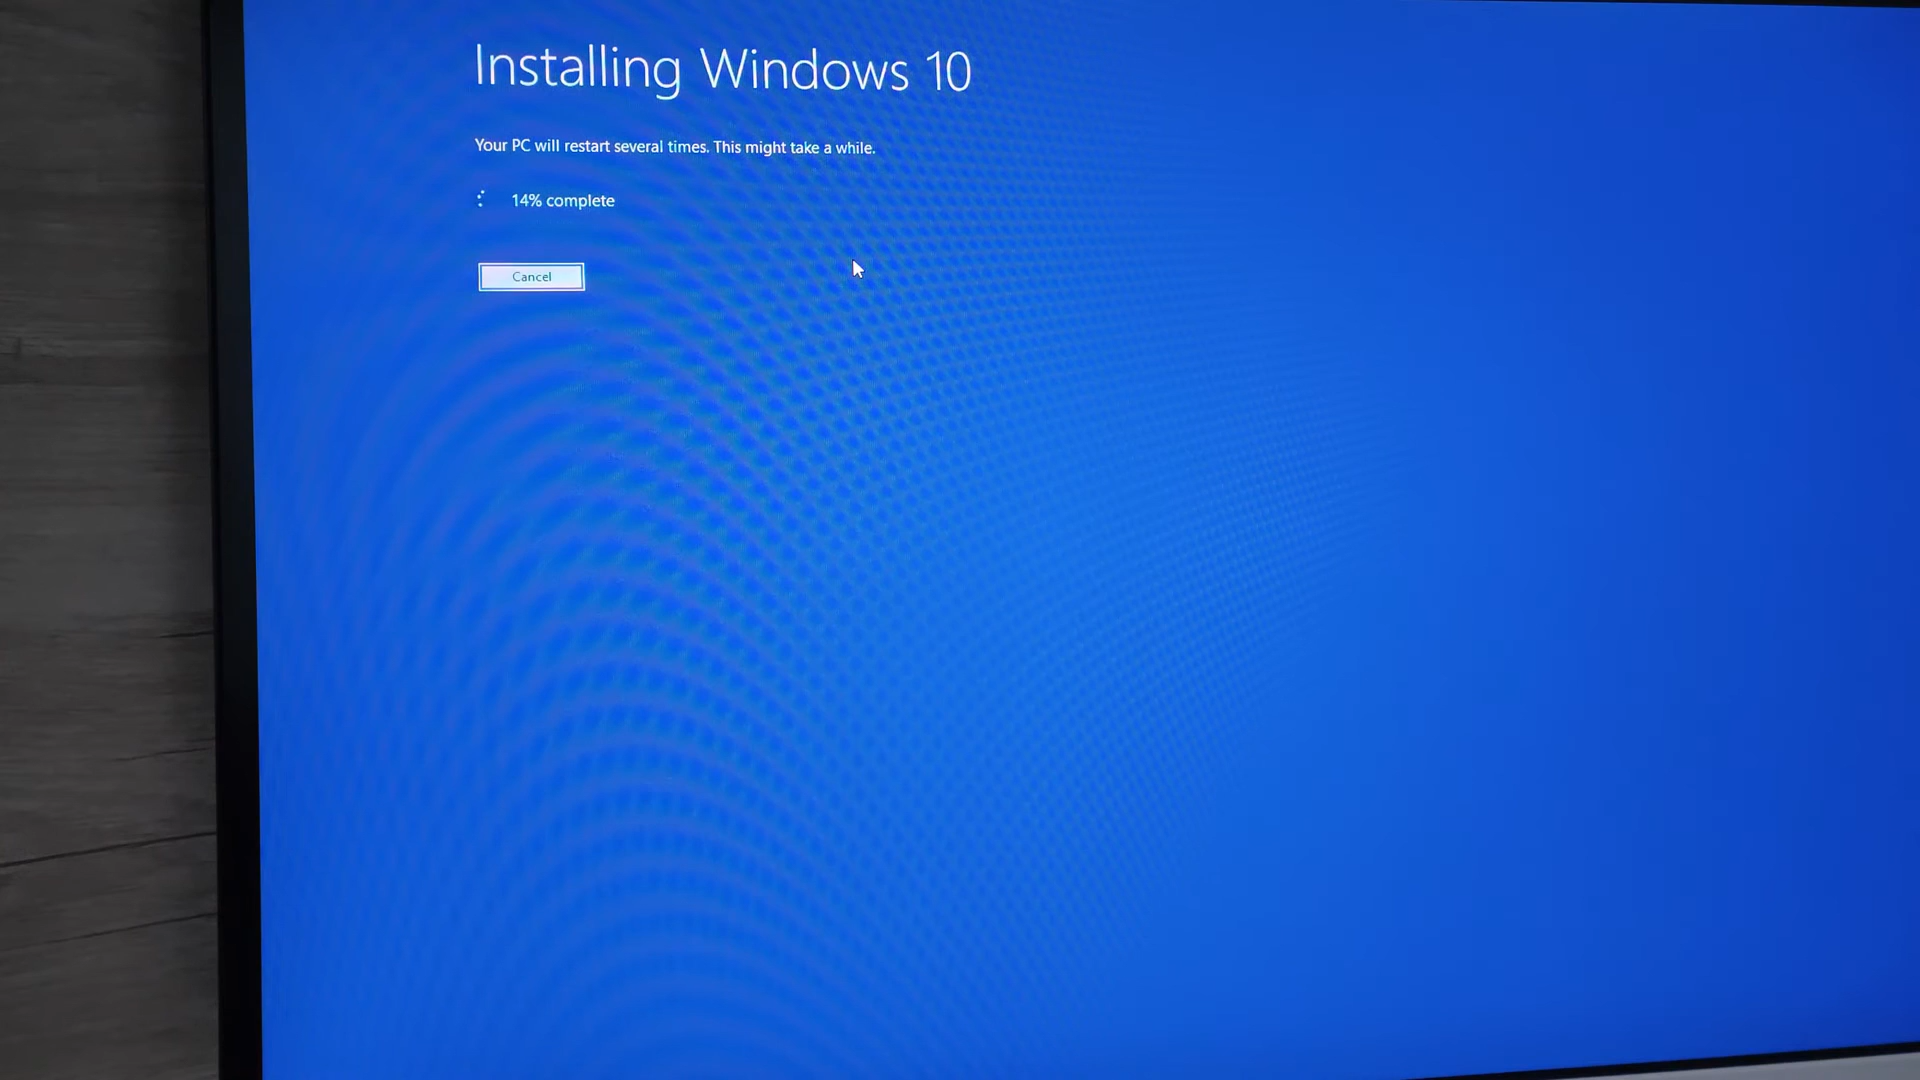 Installing Windows 10
Your PC will restart several times. This might take a while.
14% complete
Cancel